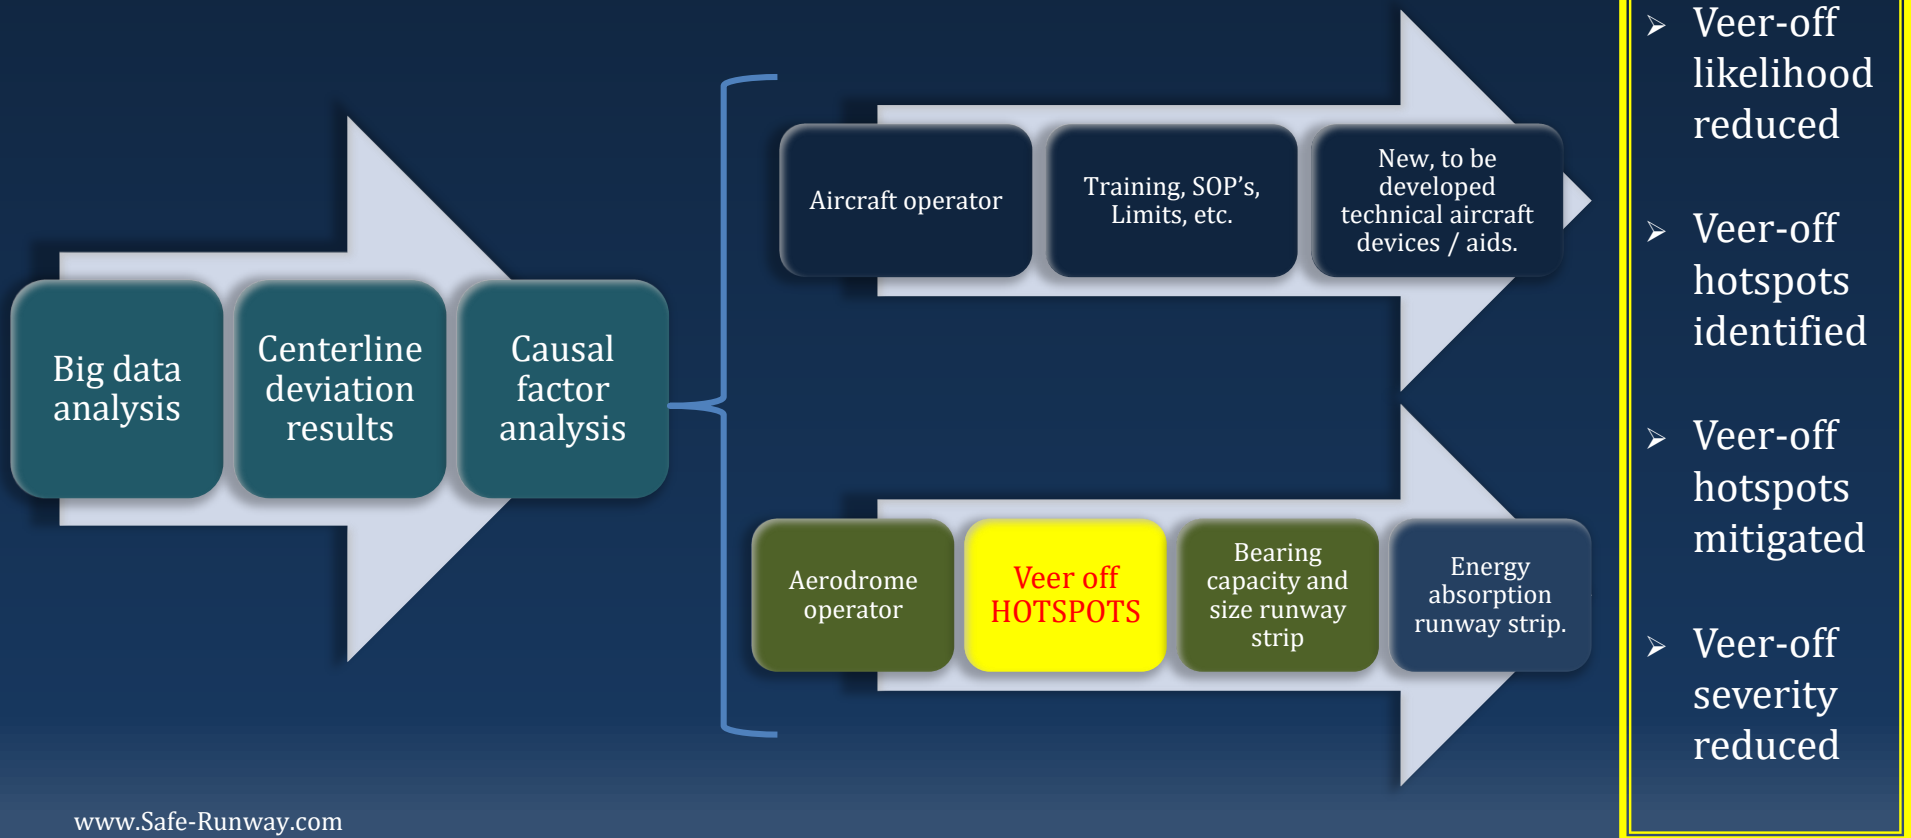 Big data
analysis
Centerline
deviation
results
Causal
factor
analysis
Aircraft operator
Training, SOP's,
Limits, etc.
New, to be
developed
technical aircraft
devices / aids.
Aerodrome
operator
Veer off
HOTSPOTS
Bearing
capacity and
size runway
strip
Energy
absorption
runway strip.
➢ Veer-off
likelihood
reduced
➢ Veer-off
hotspots
identified
➢ Veer-off
hotspots
mitigated
➢ Veer-off
severity
reduced
www.Safe-Runway.com